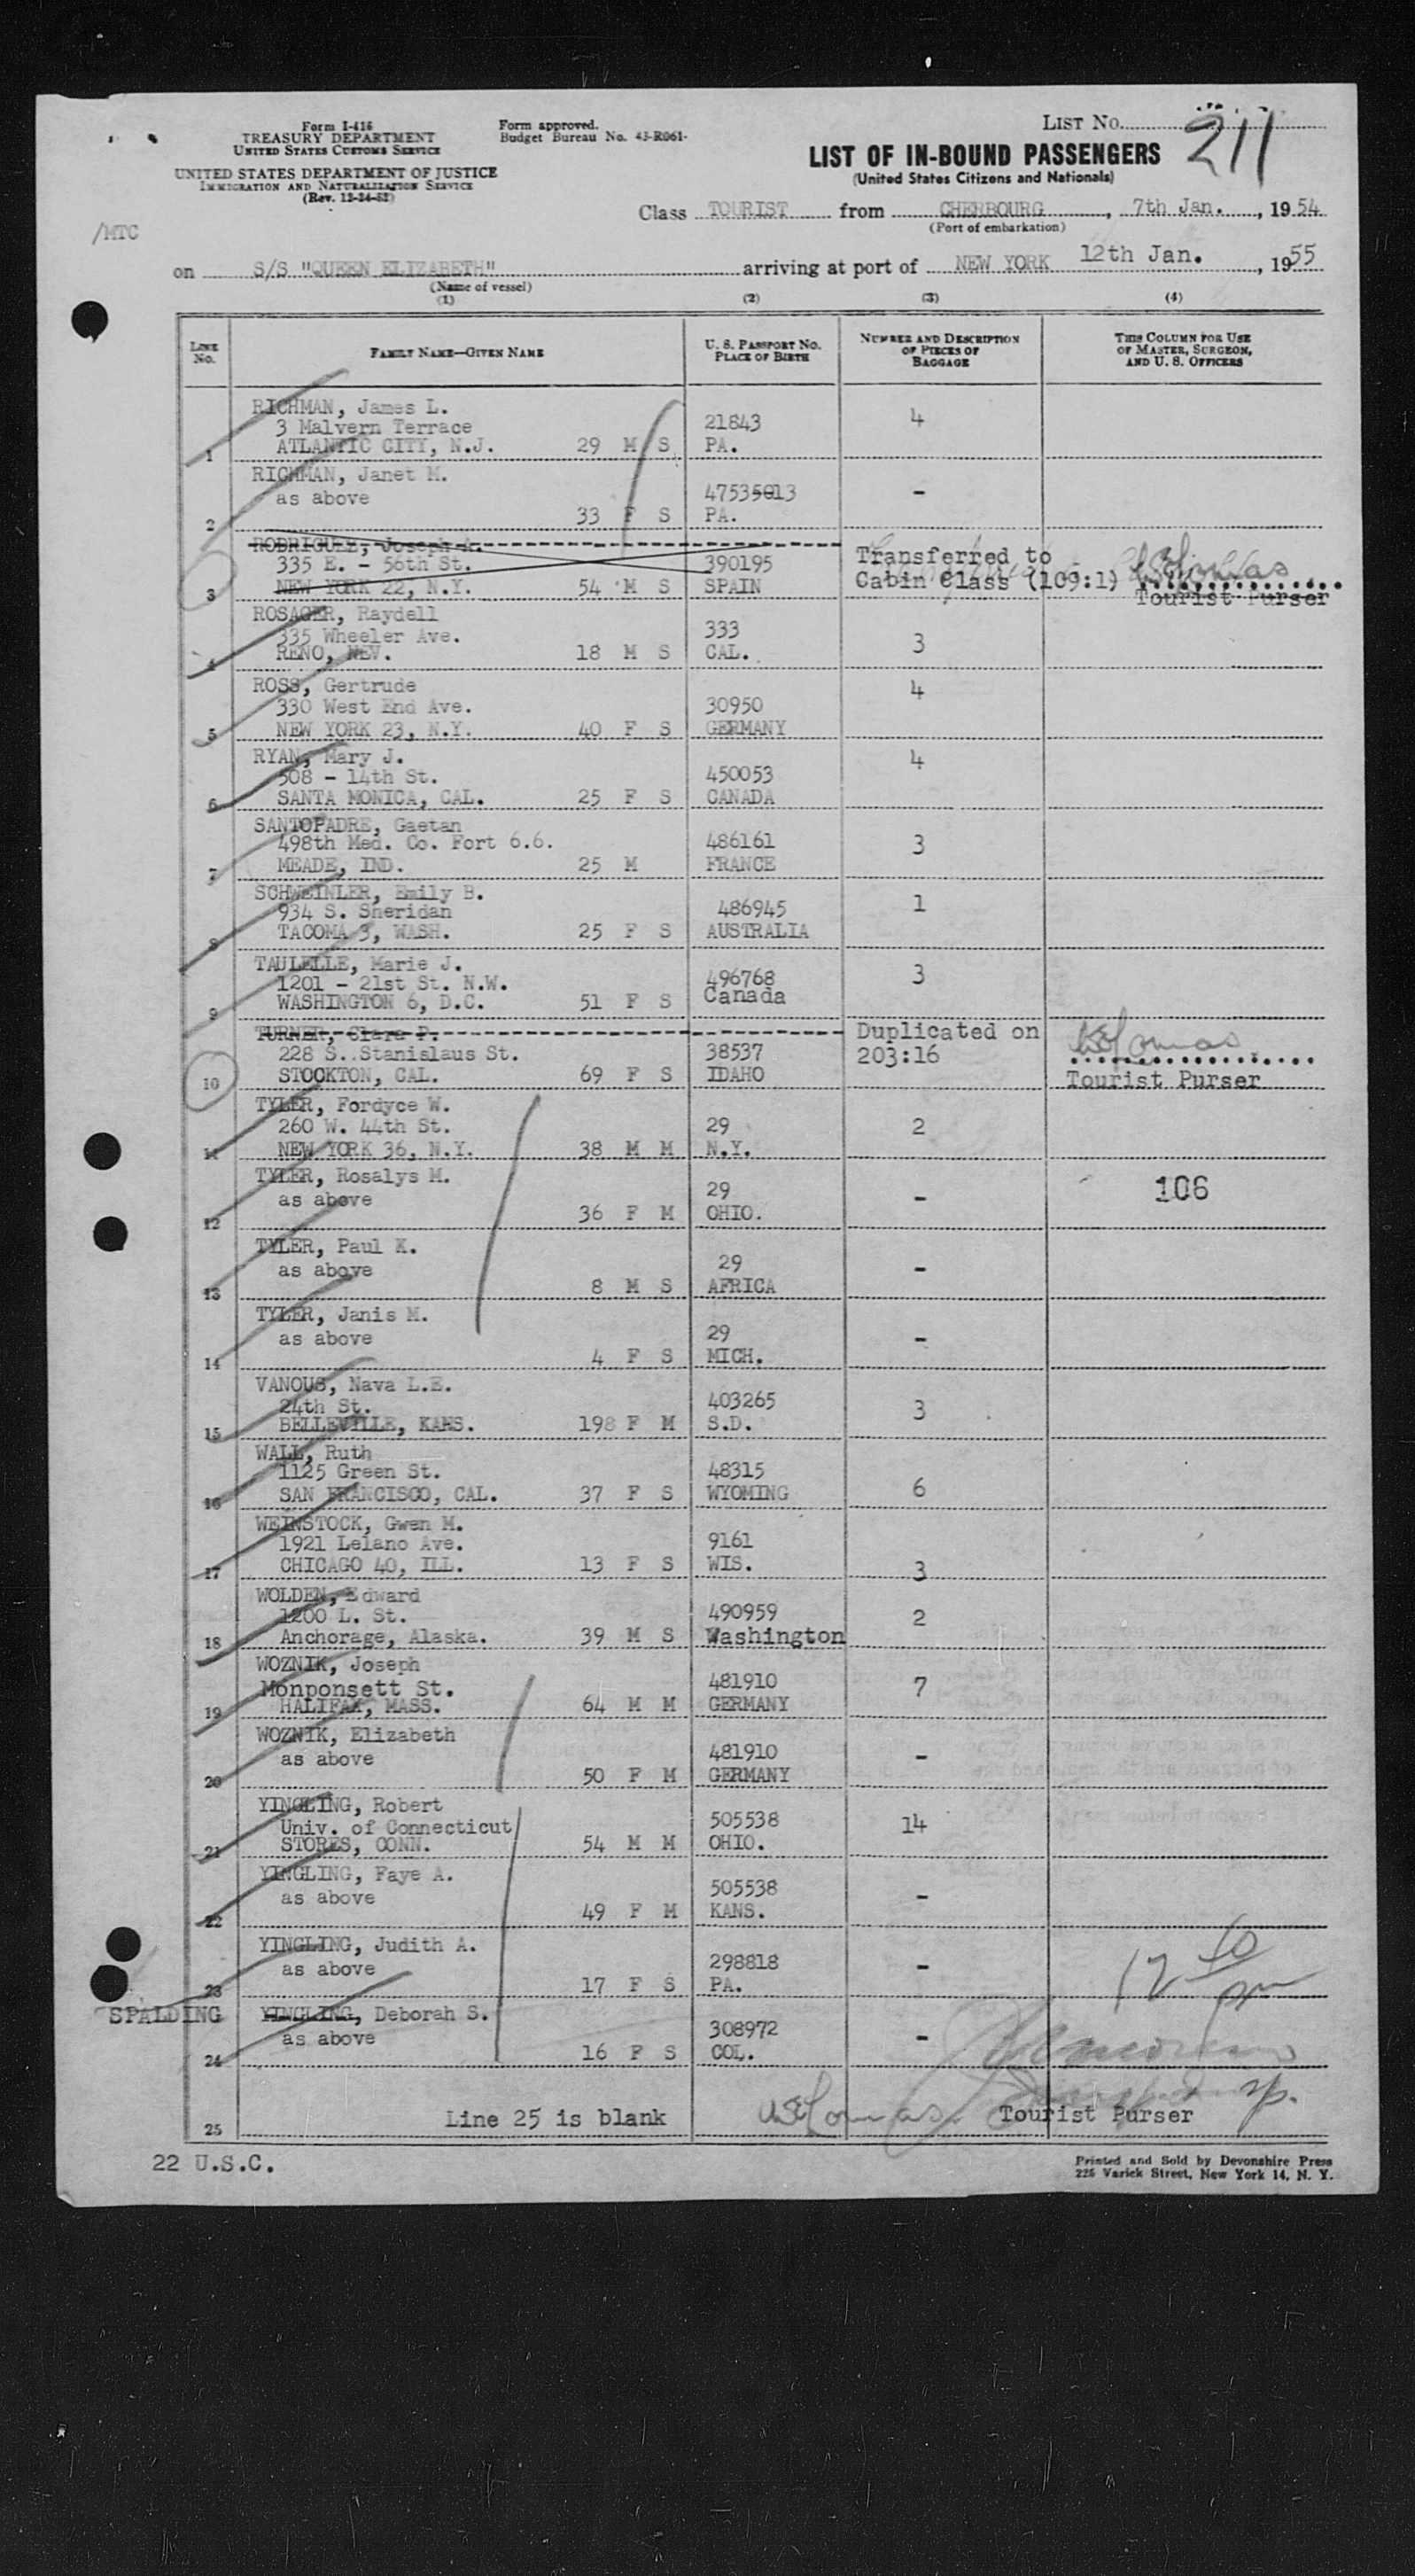 Form I-416
TREASURY DEPARTMENT
UNITED STATES CUSTOMS SERVICE
UNITED STATES DEPARTMENT OF JUSTICE
IMMIGRATION AND NATURALIZATION SERVICE
(Rev. 12-24-52)
Form approved.
Budget Bureau No. 43-R061-
LIST NO. 211
LIST OF IN-BOUND PASSENGERS
(United States Citizens and Nationals)
/MTC
Class TOURIST from CHERBOURG, 7th Jan., 1954
(Port of embarkation)
on S/S "QUEEN ELIZABETH" arriving at port of NEW YORK 12th Jan., 1955
(Name of vessel)
(1) (2) (3) (4)
LINE NO.
FAMILY NAME—GIVEN NAME
U. S. PASSPORT NO.
PLACE OF BIRTH
NUMBER AND DESCRIPTION
OF PIECES OF
BAGGAGE
THIS COLUMN FOR USE
OF MASTER, SURGEON,
AND U. S. OFFICERS
RICHMAN, James L.
3 Malvern Terrace 21843 4
1 ATLANTIC CITY, N.J. 29 M S PA.
RICHMAN, Janet M.
as above 47535013 -
2 33 F S PA.
RODRIGUEZ, Joseph A. Transferred to
335 E. - 56th St. 390195 Cabin Class (109:1)
3 NEW YORK 22, N.Y. 54 M S SPAIN Tourist Purser
ROSAGER, Raydell
335 Wheeler Ave. 333 3
4 RENO, NEV. 18 M S CAL.
ROSS, Gertrude 4
330 West End Ave. 30950
5 NEW YORK 23, N.Y. 40 F S GERMANY
RYAN, Mary J. 4
508 - 14th St. 450053
6 SANTA MONICA, CAL. 25 F S CANADA
SANTOPADRE, Gaetan
498th Med. Co. Fort 6.6. 486161 3
7 MEADE, IND. 25 M FRANCE
SCHWEINLER, Emily B. 1
934 S. Sheridan 486945
8 TACOMA 3, WASH. 25 F S AUSTRALIA
TAULELLE, Marie J. 3
1201 - 21st St. N.W. 496768
9 WASHINGTON 6, D.C. 51 F S Canada
TURNER, Clara P. Duplicated on
228 S. Stanislaus St. 38537 203:16
10 STOCKTON, CAL. 69 F S IDAHO Tourist Purser
TYLER, Fordyce W.
260 W. 44th St. 29 2
11 NEW YORK 36, N.Y. 38 M M N.Y.
TYLER, Rosalys M. 106
as above 29 -
12 36 F M OHIO.
TYLER, Paul K.
as above 29 -
13 8 M S AFRICA
TYLER, Janis M.
as above 29 -
14 4 F S MICH.
VANOUS, Nava L.E.
24th St. 403265 3
15 BELLEVILLE, KANS. 198 F M S.D.
WALL, Ruth
1125 Green St. 48315 6
16 SAN FRANCISCO, CAL. 37 F S WYOMING
WEINSTOCK, Gwen M.
1921 Lelano Ave. 9161
17 CHICAGO 40, ILL. 13 F S WIS. 3
WOLDEN, Edward
1200 L. St. 490959 2
18 Anchorage, Alaska. 39 M S Washington
WOZNIK, Joseph
Monponsett St. 481910 7
19 HALIFAX, MASS. 64 M M GERMANY
WOZNIK, Elizabeth
as above 481910 -
20 50 F M GERMANY
YINGLING, Robert
Univ. of Connecticut 505538 14
21 STORES, CONN. 54 M M OHIO.
YINGLING, Faye A.
as above 505538 -
22 49 F M KANS.
YINGLING, Judith A.
as above 298818 - 12 10 pm
23 17 F S PA.
SPALDING YINGLING, Deborah S.
as above 308972 -
24 16 F S COL.
25 Line 25 is blank Tourist Purser
22 U.S.C.
Printed and Sold by Devonshire Press
225 Varick Street, New York 14, N. Y.